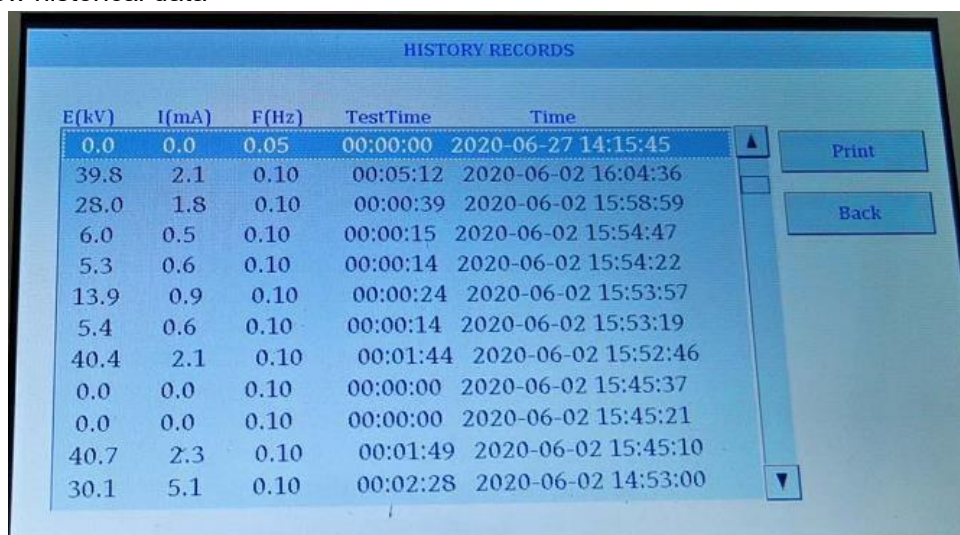 HISTORY RECORDS
E(kV) I(mA) F(Hz) TestTime Time
0.0 0.0 0.05 00:00:00 2020-06-27 14:15:45
Print
39.8 2.1 0.10 00:05:12 2020-06-02 16:04:36
28.0 1.8 0.10 00:00:39 2020-06-02 15:58:59
Back
6.0 0.5 0.10 00:00:15 2020-06-02 15:54:47
5.3 0.6 0.10 00:00:14 2020-06-02 15:54:22
13.9 0.9 0.10 00:00:24 2020-06-02 15:53:57
5.4 0.6 0.10 00:00:14 2020-06-02 15:53:19
40.4 2.1 0.10 00:01:44 2020-06-02 15:52:46
0.0 0.0 0.10 00:00:00 2020-06-02 15:45:37
0.0 0.0 0.10 00:00:00 2020-06-02 15:45:21
40.7 2.3 0.10 00:01:49 2020-06-02 15:45:10
30.1 5.1 0.10 00:02:28 2020-06-02 14:53:00